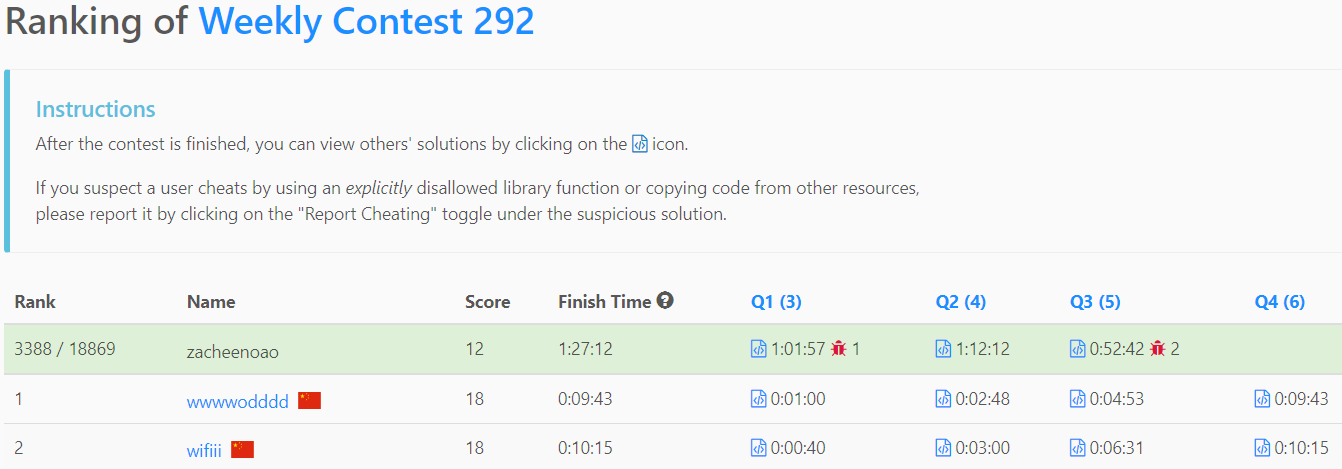 Ranking of Weekly Contest 292
Instructions
After the contest is finished, you can view others' solutions by clicking on the icon.
If you suspect a user cheats by using an explicitly disallowed library function or copying code from other resources,
please report it by clicking on the "Report Cheating" toggle under the suspicious solution.
Rank Name Score Finish Time Q1 (3) Q2 (4) Q3 (5) Q4 (6)
3388 / 18869 zacheenoao 12 1:27:12 1:01:57 1 1:12:12 0:52:42 2
1 wwwwodddd 18 0:09:43 0:01:00 0:02:48 0:04:53 0:09:43
2 wifiii 18 0:10:15 0:00:40 0:03:00 0:06:31 0:10:15